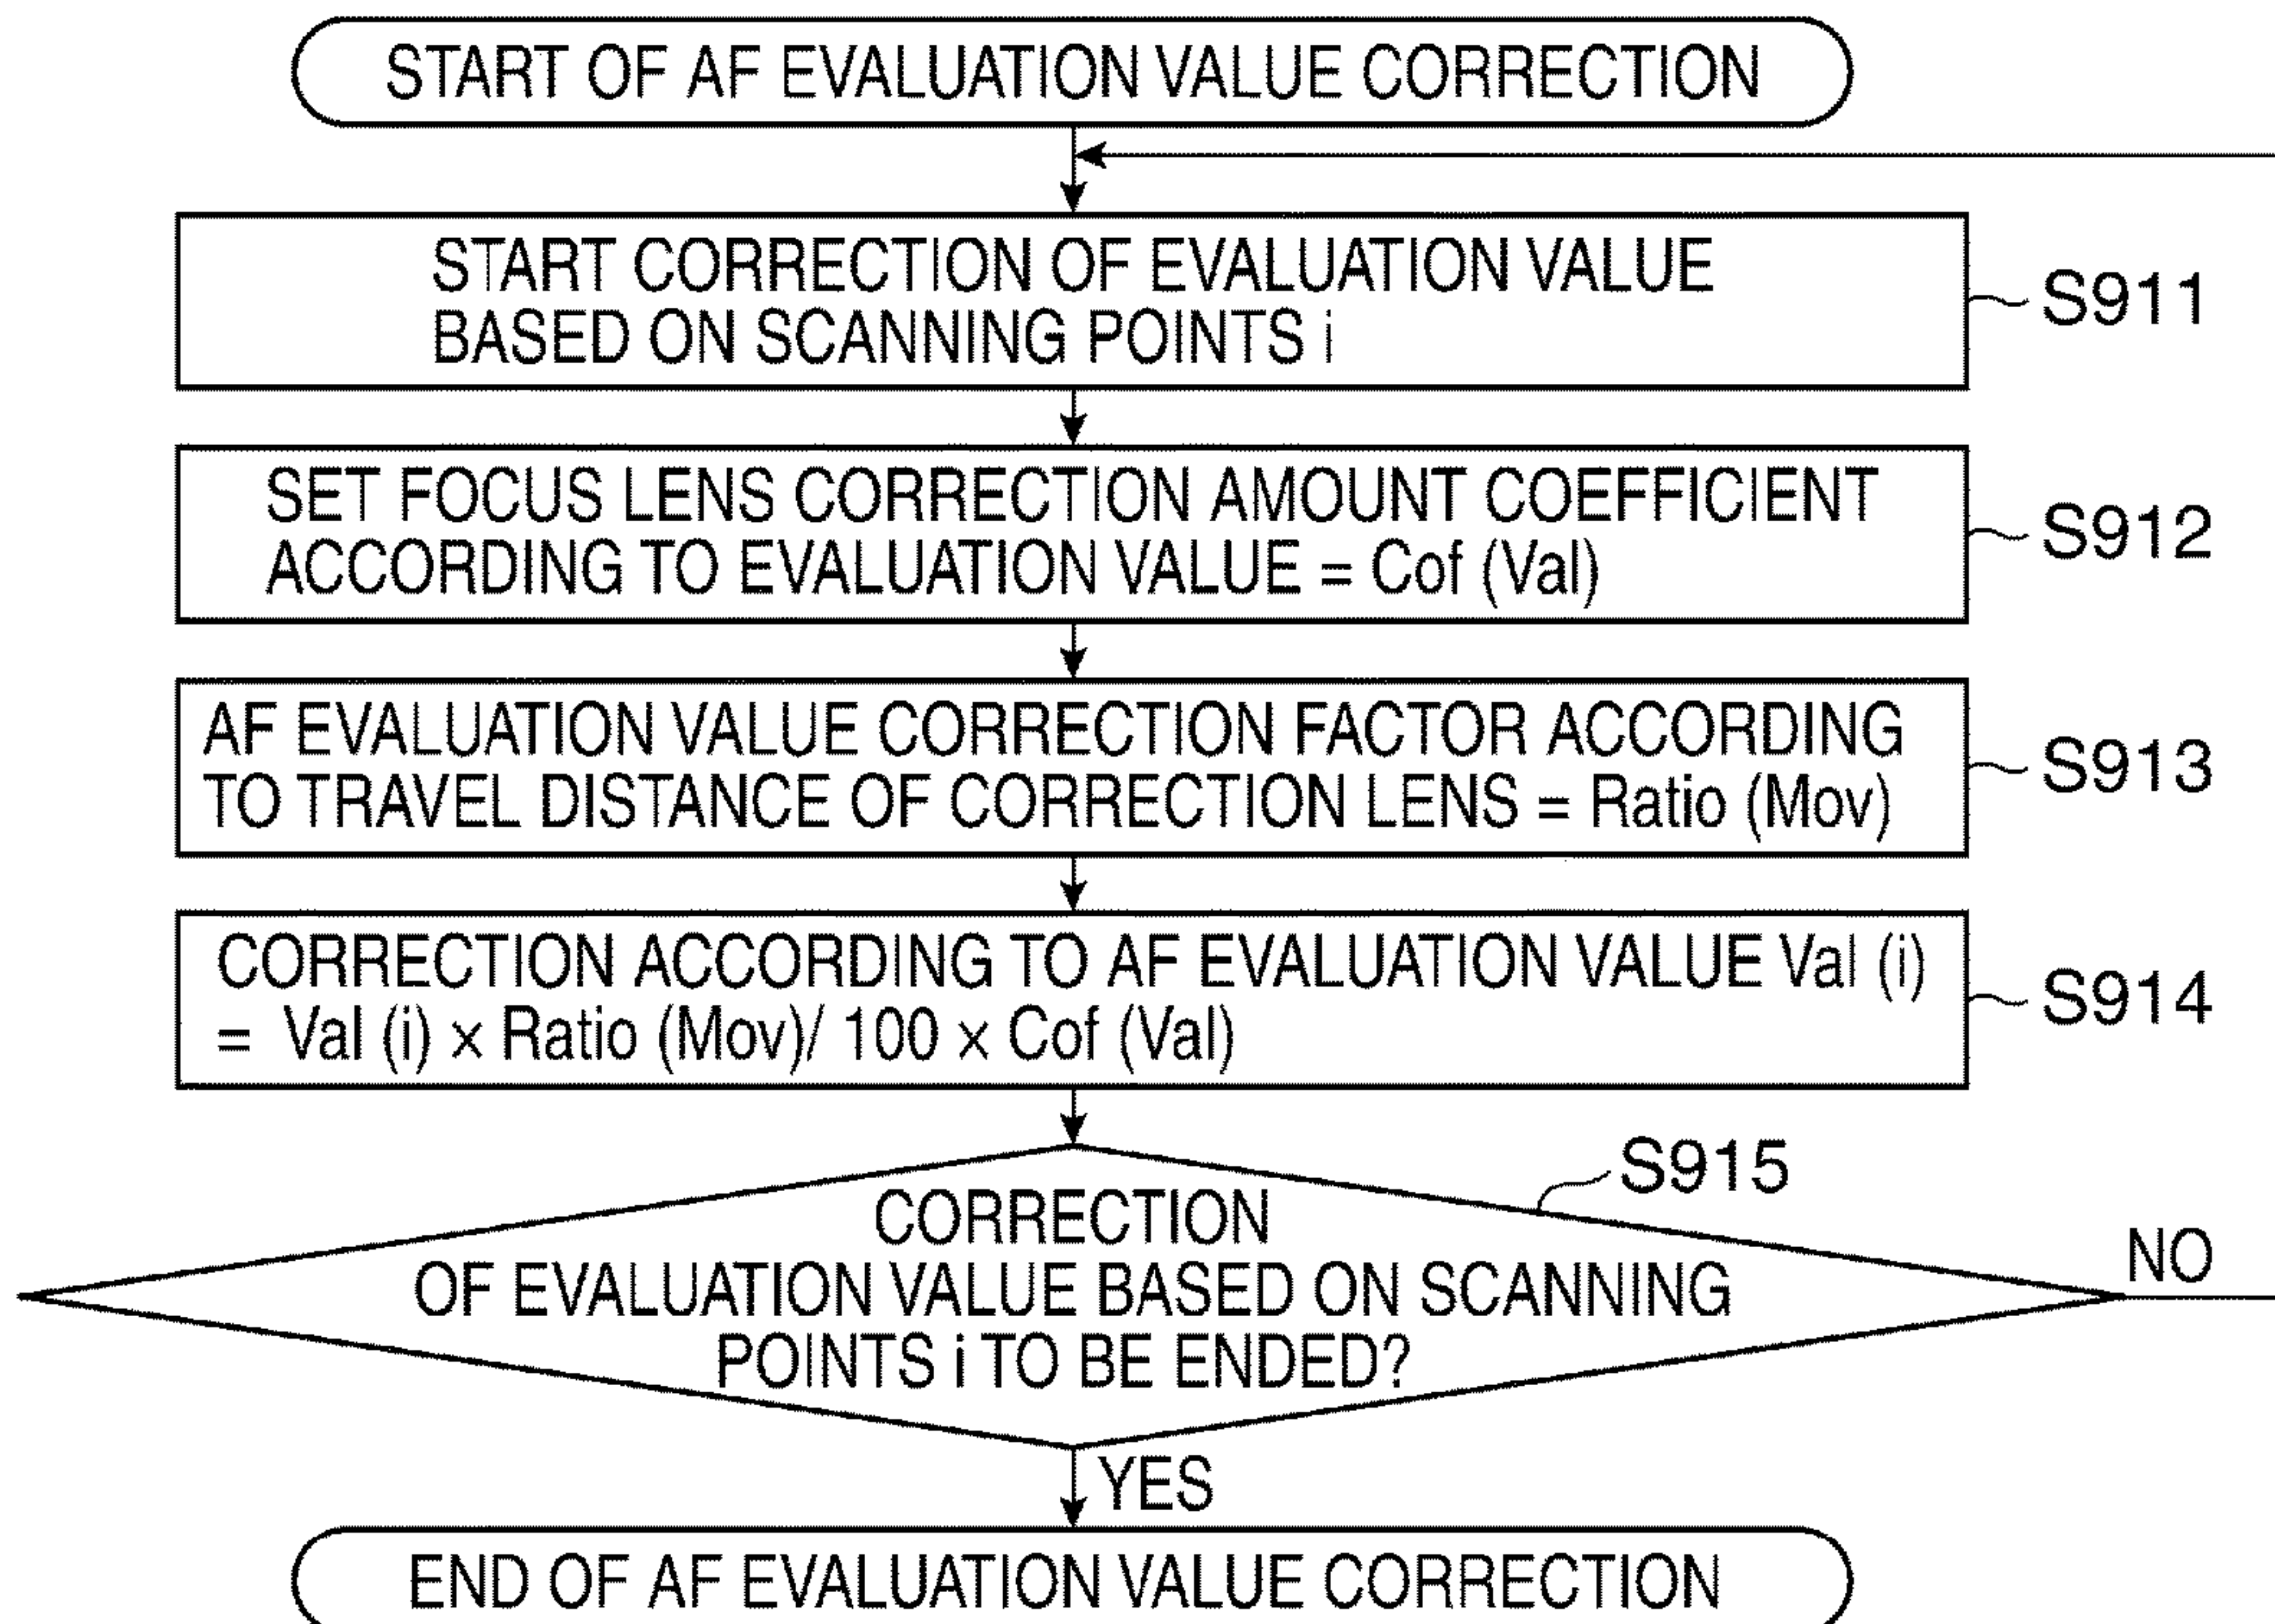 START OF AF EVALUATION VALUE CORRECTION
START CORRECTION OF EVALUATION VALUE
BASED ON SCANNING POINTS i
S911
SET FOCUS LENS CORRECTION AMOUNT COEFFICIENT
ACCORDING TO EVALUATION VALUE = Cof (Val)
S912
AF EVALUATION VALUE CORRECTION FACTOR ACCORDING
TO TRAVEL DISTANCE OF CORRECTION LENS = Ratio (Mov)
S913
CORRECTION ACCORDING TO AF EVALUATION VALUE Val (i)
= Val (i) × Ratio (Mov)/ 100 × Cof (Val)
S914
S915
CORRECTION
OF EVALUATION VALUE BASED ON SCANNING
POINTS i TO BE ENDED?
NO
YES
END OF AF EVALUATION VALUE CORRECTION